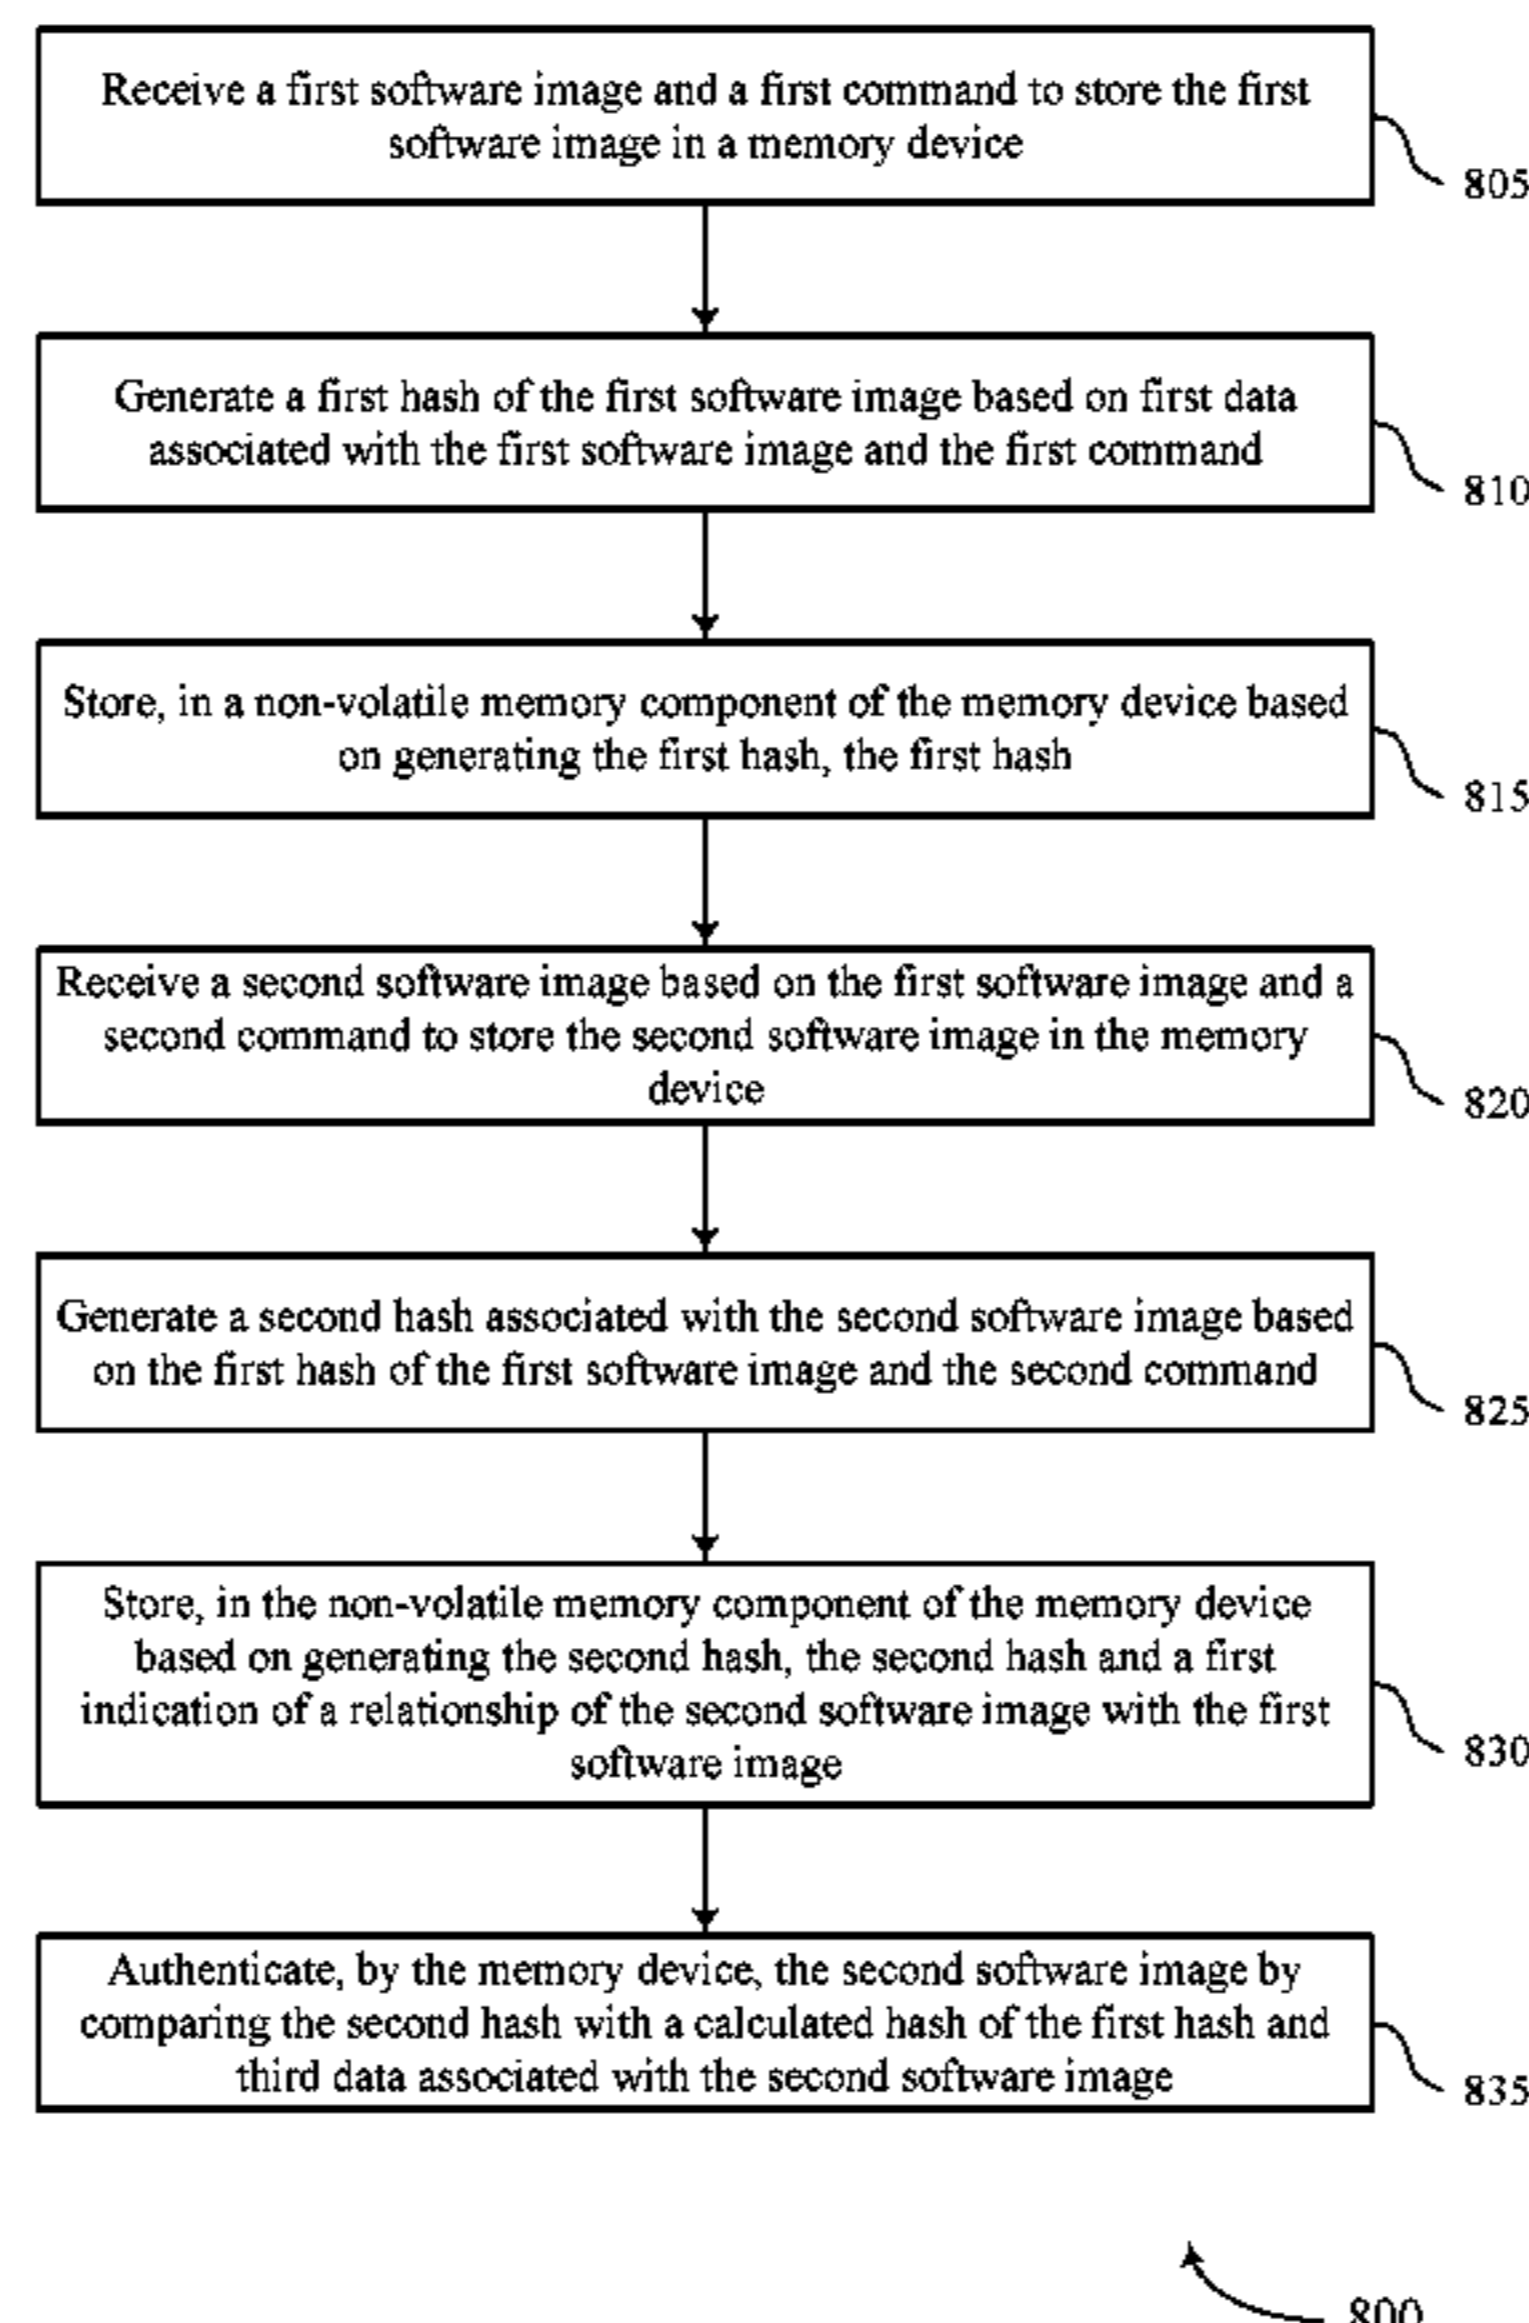 Receive a first software image and a first command to store the first
software image in a memory device
805
Generate a first hash of the first software image based on first data
associated with the first software image and the first command
810
Store, in a non-volatile memory component of the memory device based
on generating the first hash, the first hash
815
Receive a second software image based on the first software image and a
second command to store the second software image in the memory
device
820
Generate a second hash associated with the second software image based
on the first hash of the first software image and the second command
825
Store, in the non-volatile memory component of the memory device
based on generating the second hash, the second hash and a first
indication of a relationship of the second software image with the first
software image
830
Authenticate, by the memory device, the second software image by
comparing the second hash with a calculated hash of the first hash and
third data associated with the second software image
835
800